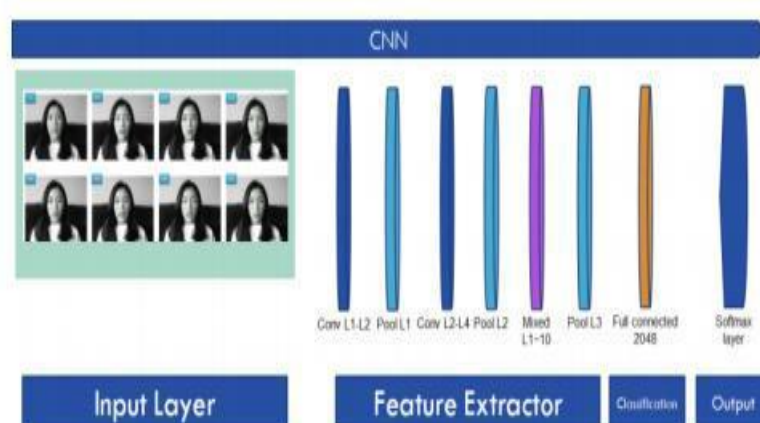 CNN
Conv L1-L2 Pool L1 Conv L2-L4 Pool L2 Mixed L1~10 Pool L3 Full connected 2048 Softmax layer
Input Layer
Feature Extractor
Classification
Output